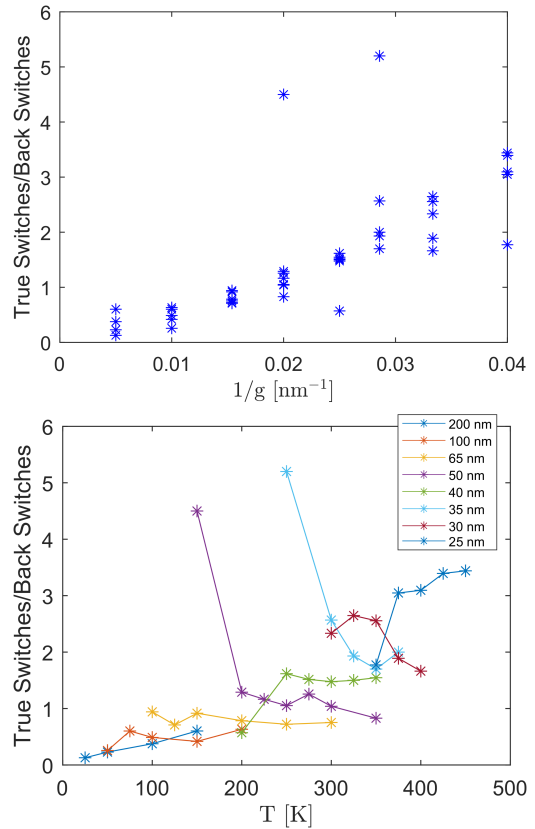 6
5
4
3
2
1
0
True Switches/Back Switches
0
0.01
0.02
0.03
0.04
1/g [nm⁻¹]
6
5
4
3
2
1
0
True Switches/Back Switches
200 nm
100 nm
65 nm
50 nm
40 nm
35 nm
30 nm
25 nm
0
100
200
300
400
500
T [K]